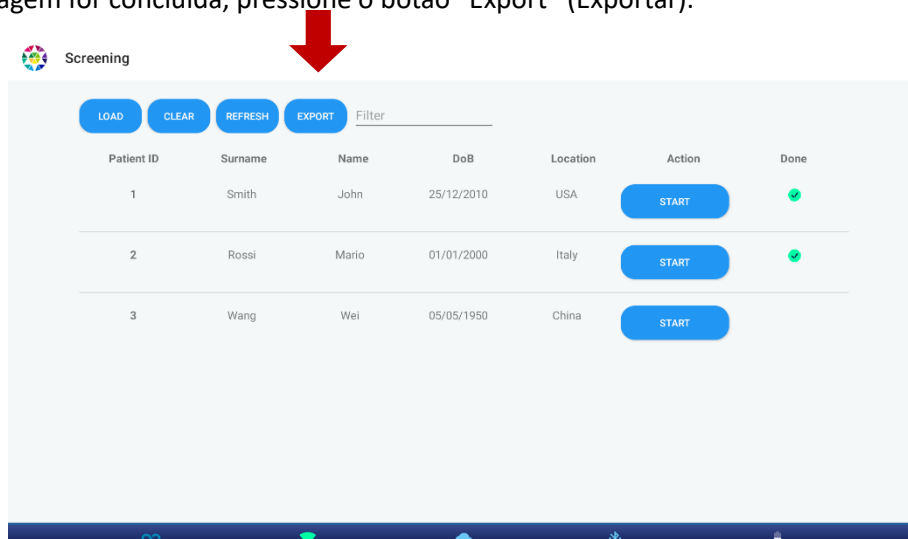 for concluída, pressione o botão "Export" (Exportar).
Screening
LOAD CLEAR REFRESH EXPORT Filter
Patient ID Surname Name DoB Location Action Done
1 Smith John 25/12/2010 USA START
2 Rossi Mario 01/01/2000 Italy START
3 Wang Wei 05/05/1950 China START